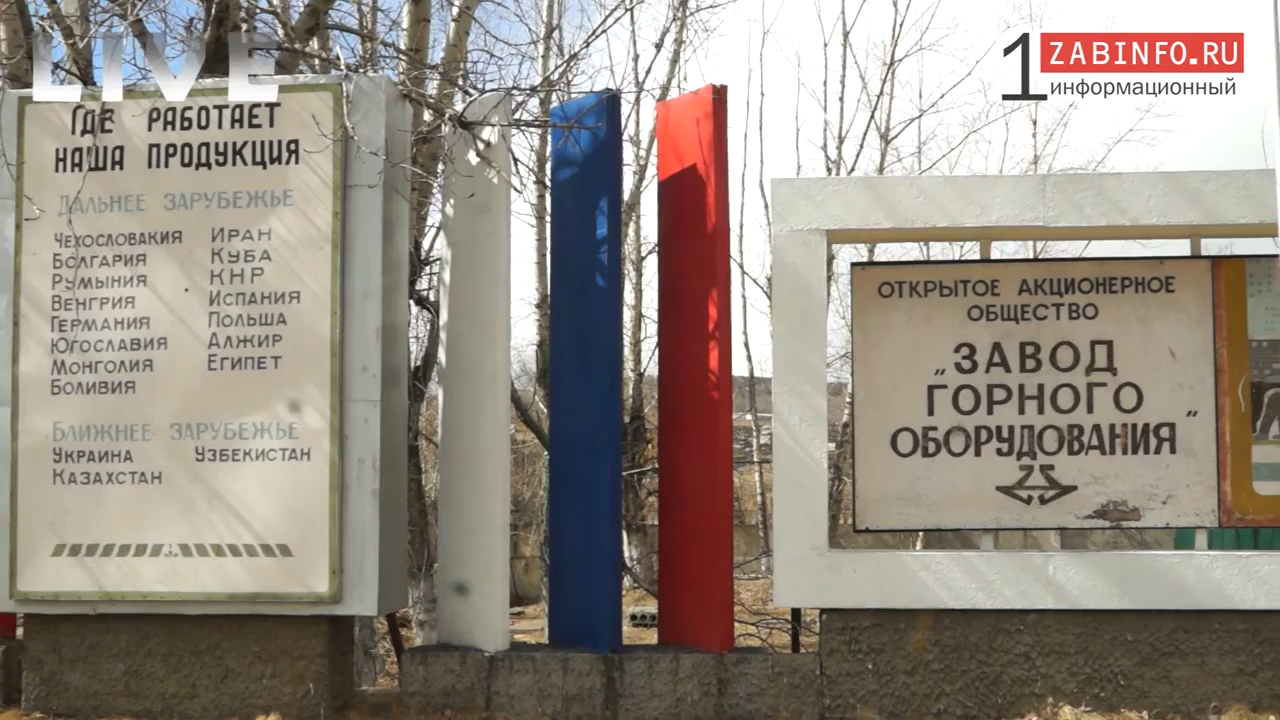 LIVE
1 ZABINFO.RU
информационный
ГДЕ РАБОТАЕТ
НАША ПРОДУКЦИЯ
ДАЛЬНЕЕ ЗАРУБЕЖЬЕ
ЧЕХОСЛОВАКИЯ ИРАН
БОЛГАРИЯ КУБА
РУМЫНИЯ КНР
ВЕНГРИЯ ИСПАНИЯ
ГЕРМАНИЯ ПОЛЬША
ЮГОСЛАВИЯ АЛЖИР
МОНГОЛИЯ ЕГИПЕТ
БОЛИВИЯ
БЛИЖНЕЕ ЗАРУБЕЖЬЕ
УКРАИНА УЗБЕКИСТАН
КАЗАХСТАН
ОТКРЫТОЕ АКЦИОНЕРНОЕ
ОБЩЕСТВО
„ЗАВОД
ГОРНОГО
ОБОРУДОВАНИЯ"